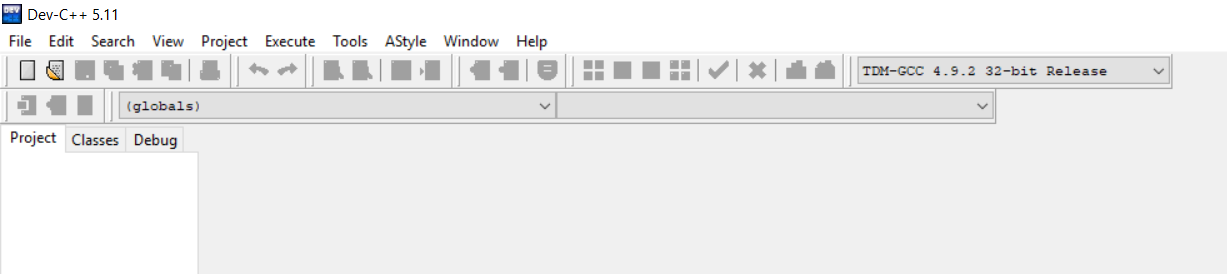 Dev-C++ 5.11
File Edit Search View Project Execute Tools AStyle Window Help
TDM-GCC 4.9.2 32-bit Release
(globals)
Project Classes Debug